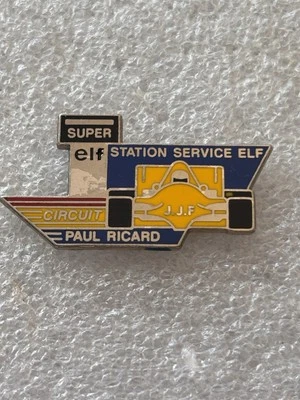 SUPER
elf STATION SERVICE ELF
J.J.F
CIRCUIT
PAUL RICARD